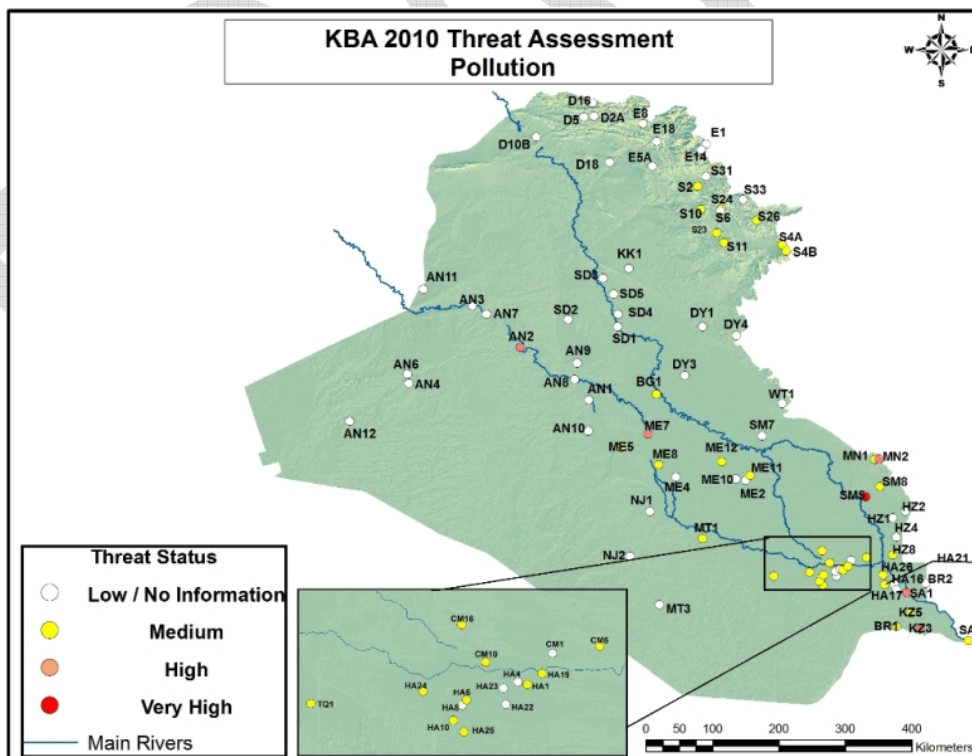 KBA 2010 Threat Assessment
Pollution
N
W
S
D16
D5
D2A
E8
E18
E1
D10B
E14
D18
E5A
S31
S2
S24
S33
S10
S6
S26
S23
S11
S4A
S4B
KK1
SD3
AN11
SD5
AN3
AN7
SD2
SD4
DY1
DY4
AN2
SD1
AN9
AN6
DY3
AN4
AN8
BG1
AN1
WT1
AN12
AN10
ME7
SM7
ME5
ME8
ME12
MN1
MN2
ME4
ME11
ME10
ME2
SM8
SM5
NJ1
HZ2
HZ1
MT1
HZ4
NJ2
HZ8
HA21
HA26
HA16
BR2
HA17
SA1
MT3
KZ5
BR1
KZ3
SA
Threat Status
Low / No Information
Medium
High
Very High
Main Rivers
CM16
CM1
CM6
CM10
HA4
HA19
HA24
HA23
HA1
HA6
HA8
HA22
TQ1
HA10
HA25
0 50 100 200 300 400
Kilometers